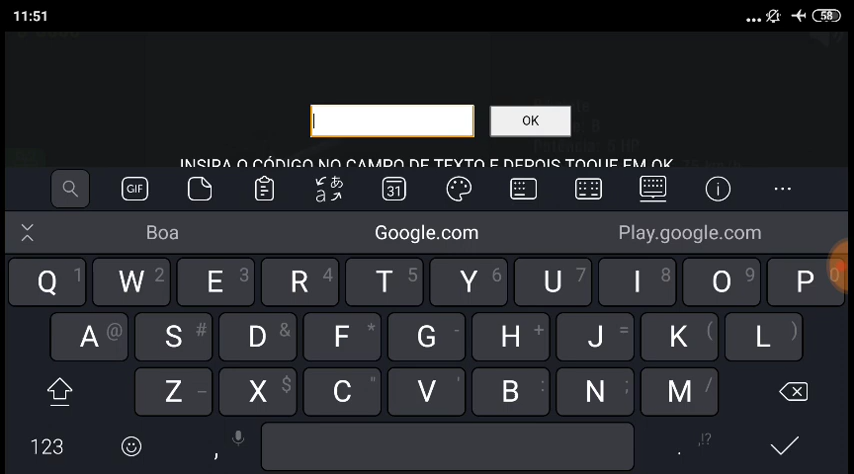 11:51
58
OK
INSIRA O CÓDIGO NO CAMPO DE TEXTO E DEPOIS TOQUE EM OK
GIF
31
Boa Google.com Play.google.com
Q 1 W 2 E 3 R 4 T 5 Y 6 U 7 I 8 O 9 P 0
A @ S # D & F * G - H + J = K ( L )
Z _ X $ C " V ' B : N ; M /
123 , . ,!?